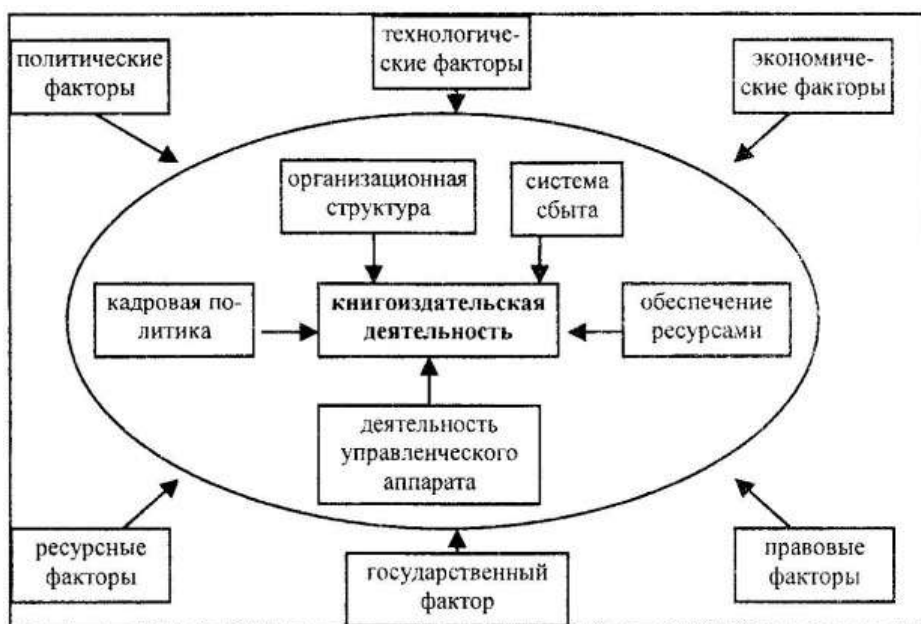 политические
факторы
технологиче-
ские факторы
экономиче-
ские факторы
организационная
структура
система
сбыта
кадровая по-
литика
книгоиздательская
деятельность
обеспечение
ресурсами
деятельность
управленческого
аппарата
ресурсные
факторы
государственный
фактор
правовые
факторы